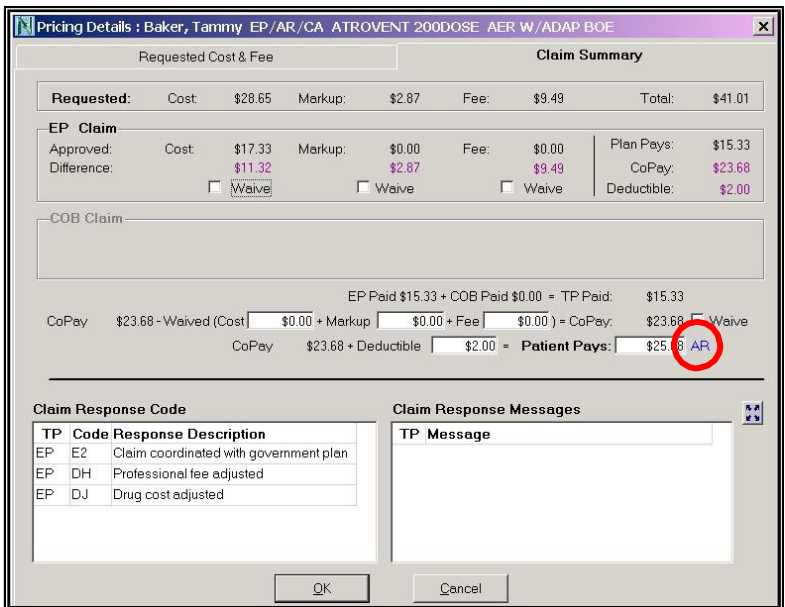 Pricing Details : Baker, Tammy EP/AR/CA ATROVENT 200DOSE AER W/ADAP BOE
Requested Cost & Fee Claim Summary
Requested: Cost: $28.65 Markup: $2.87 Fee: $9.49 Total: $41.01
EP Claim
Approved: Cost: $17.33 Markup: $0.00 Fee: $0.00 Plan Pays: $15.33
Difference: $11.32 $2.87 $9.49 CoPay: $23.68
Waive Waive Waive Deductible: $2.00
COB Claim
EP Paid $15.33 + COB Paid $0.00 = TP Paid: $15.33
CoPay $23.68 - Waived (Cost $0.00 + Markup $0.00 + Fee $0.00 ) = CoPay: $23.68 Waive
CoPay $23.68 + Deductible $2.00 = Patient Pays: $25.68 AR
Claim Response Code Claim Response Messages
TP Code Response Description TP Message
EP E2 Claim coordinated with government plan
EP DH Professional fee adjusted
EP DJ Drug cost adjusted
OK Cancel